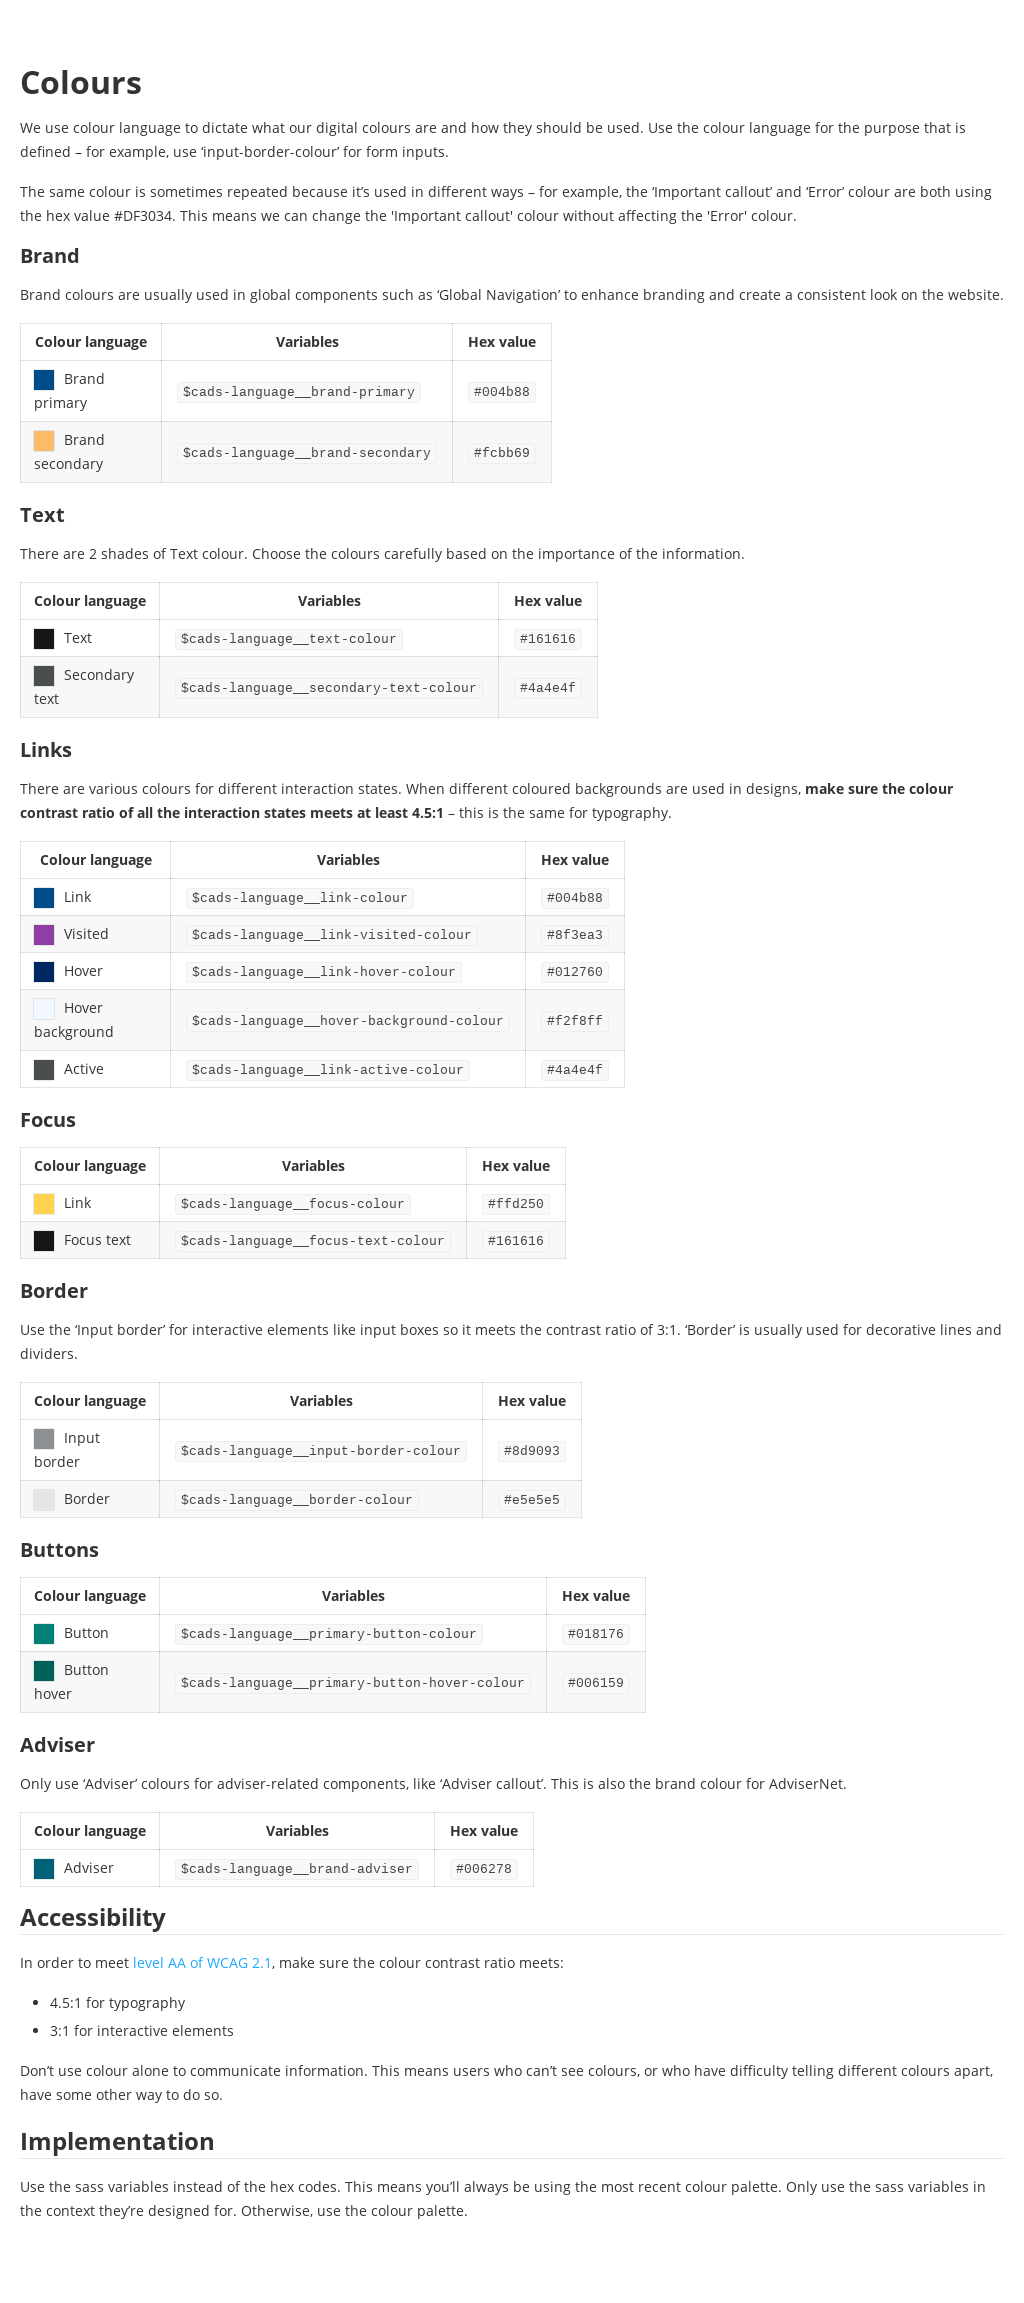 Colours
We use colour language to dictate what our digital colours are and how they should be used. Use the colour language for the purpose that is
defined – for example, use ‘input-border-colour’ for form inputs.
The same colour is sometimes repeated because it’s used in different ways – for example, the ‘Important callout’ and ‘Error’ colour are both using
the hex value #DF3034. This means we can change the 'Important callout' colour without affecting the 'Error' colour.
Brand
Brand colours are usually used in global components such as ‘Global Navigation’ to enhance branding and create a consistent look on the website.
Colour language Variables Hex value
Brand
primary $cads-language__brand-primary #004b88
Brand
secondary $cads-language__brand-secondary #fcbb69
Text
There are 2 shades of Text colour. Choose the colours carefully based on the importance of the information.
Colour language Variables Hex value
Text $cads-language__text-colour #161616
Secondary
text $cads-language__secondary-text-colour #4a4e4f
Links
There are various colours for different interaction states. When different coloured backgrounds are used in designs, make sure the colour
contrast ratio of all the interaction states meets at least 4.5:1 – this is the same for typography.
Colour language Variables Hex value
Link $cads-language__link-colour #004b88
Visited $cads-language__link-visited-colour #8f3ea3
Hover $cads-language__link-hover-colour #012760
Hover
background $cads-language__hover-background-colour #f2f8ff
Active $cads-language__link-active-colour #4a4e4f
Focus
Colour language Variables Hex value
Link $cads-language__focus-colour #ffd250
Focus text $cads-language__focus-text-colour #161616
Border
Use the ‘Input border’ for interactive elements like input boxes so it meets the contrast ratio of 3:1. ‘Border’ is usually used for decorative lines and
dividers.
Colour language Variables Hex value
Input
border $cads-language__input-border-colour #8d9093
Border $cads-language__border-colour #e5e5e5
Buttons
Colour language Variables Hex value
Button $cads-language__primary-button-colour #018176
Button
hover $cads-language__primary-button-hover-colour #006159
Adviser
Only use ‘Adviser’ colours for adviser-related components, like ‘Adviser callout’. This is also the brand colour for AdviserNet.
Colour language Variables Hex value
Adviser $cads-language__brand-adviser #006278
Accessibility
In order to meet level AA of WCAG 2.1, make sure the colour contrast ratio meets:
• 4.5:1 for typography
• 3:1 for interactive elements
Don’t use colour alone to communicate information. This means users who can’t see colours, or who have difficulty telling different colours apart,
have some other way to do so.
Implementation
Use the sass variables instead of the hex codes. This means you’ll always be using the most recent colour palette. Only use the sass variables in
the context they’re designed for. Otherwise, use the colour palette.